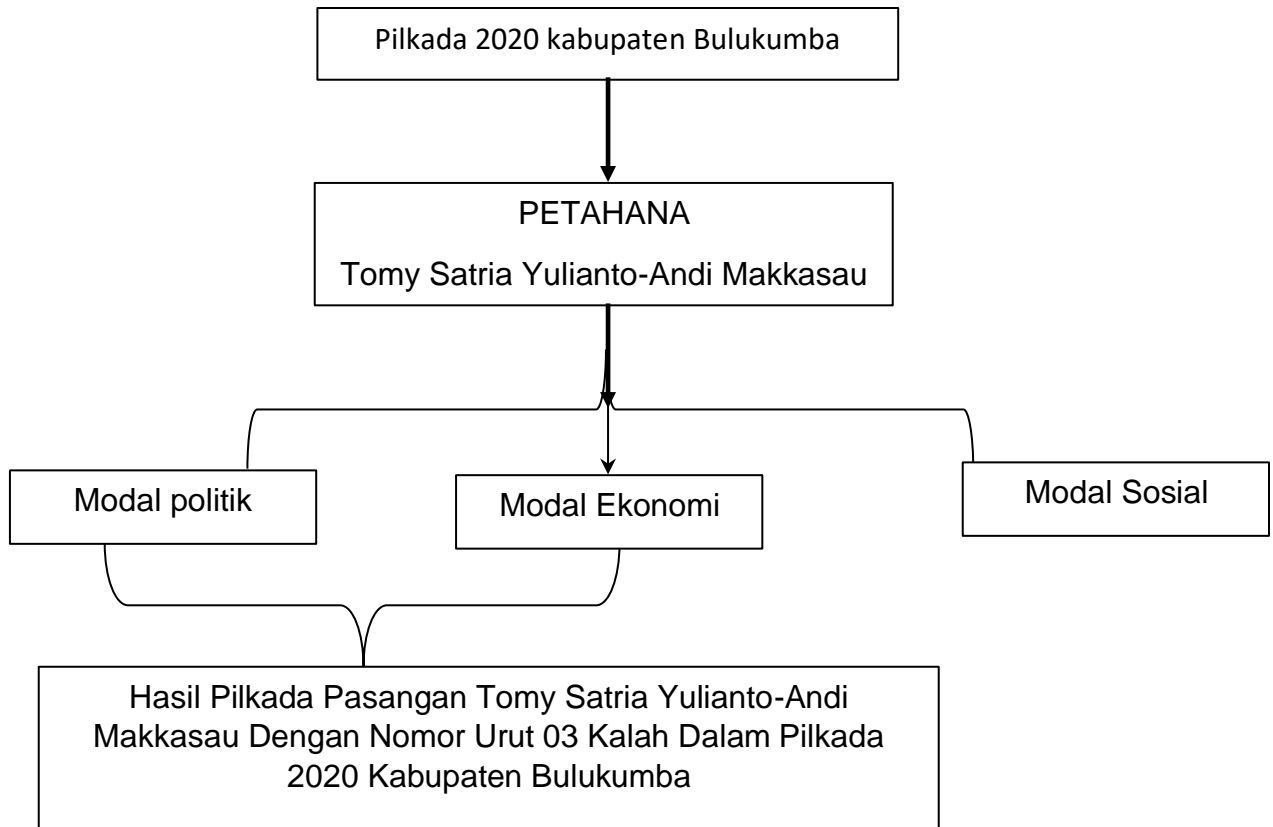 Pilkada 2020 kabupaten Bulukumba
PETAHANA
Tomy Satria Yulianto-Andi Makkasau
Modal politik
Modal Ekonomi
Modal Sosial
Hasil Pilkada Pasangan Tomy Satria Yulianto-Andi
Makkasau Dengan Nomor Urut 03 Kalah Dalam Pilkada
2020 Kabupaten Bulukumba